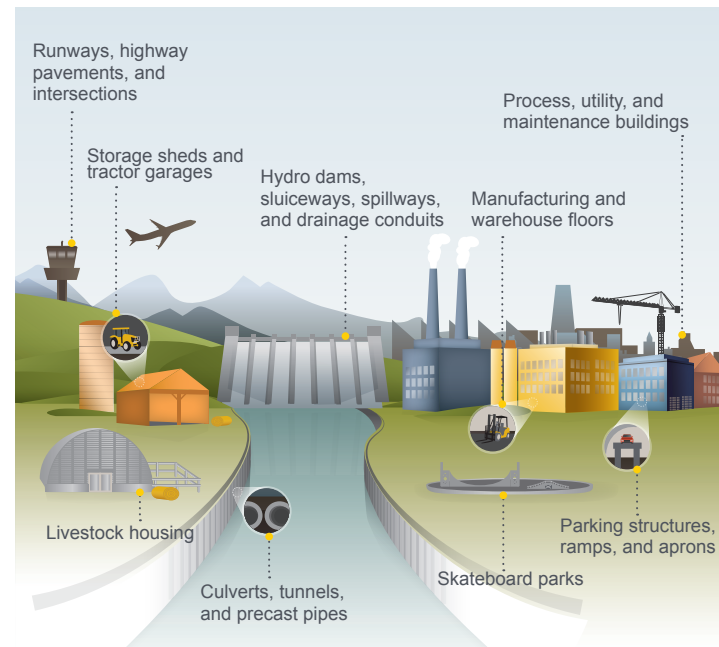 Runways, highway
pavements, and
intersections
Process, utility, and
maintenance buildings
Storage sheds and
tractor garages
Hydro dams,
sluiceways, spillways,
and drainage conduits
Manufacturing and
warehouse floors
Livestock housing
Parking structures,
ramps, and aprons
Skateboard parks
Culverts, tunnels,
and precast pipes